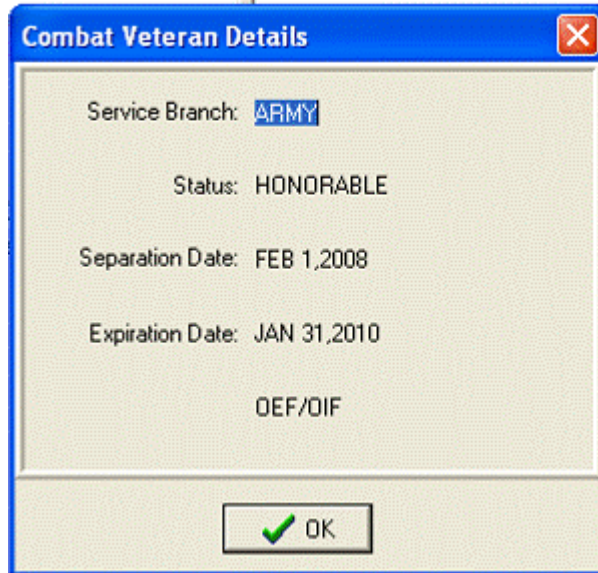 Combat Veteran Details
Service Branch: ARMY
Status: HONORABLE
Separation Date: FEB 1,2008
Expiration Date: JAN 31,2010
OEF/OIF
OK